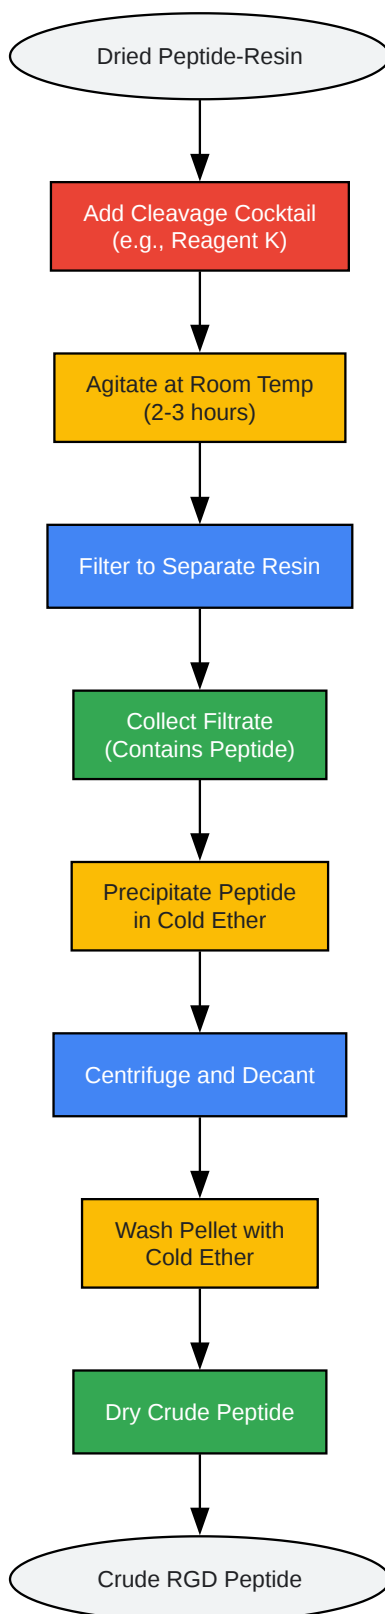 Dried Peptide-Resin
Add Cleavage Cocktail
(e.g., Reagent K)
Agitate at Room Temp
(2-3 hours)
Filter to Separate Resin
Collect Filtrate
(Contains Peptide)
Precipitate Peptide
in Cold Ether
Centrifuge and Decant
Wash Pellet with
Cold Ether
Dry Crude Peptide
Crude RGD Peptide